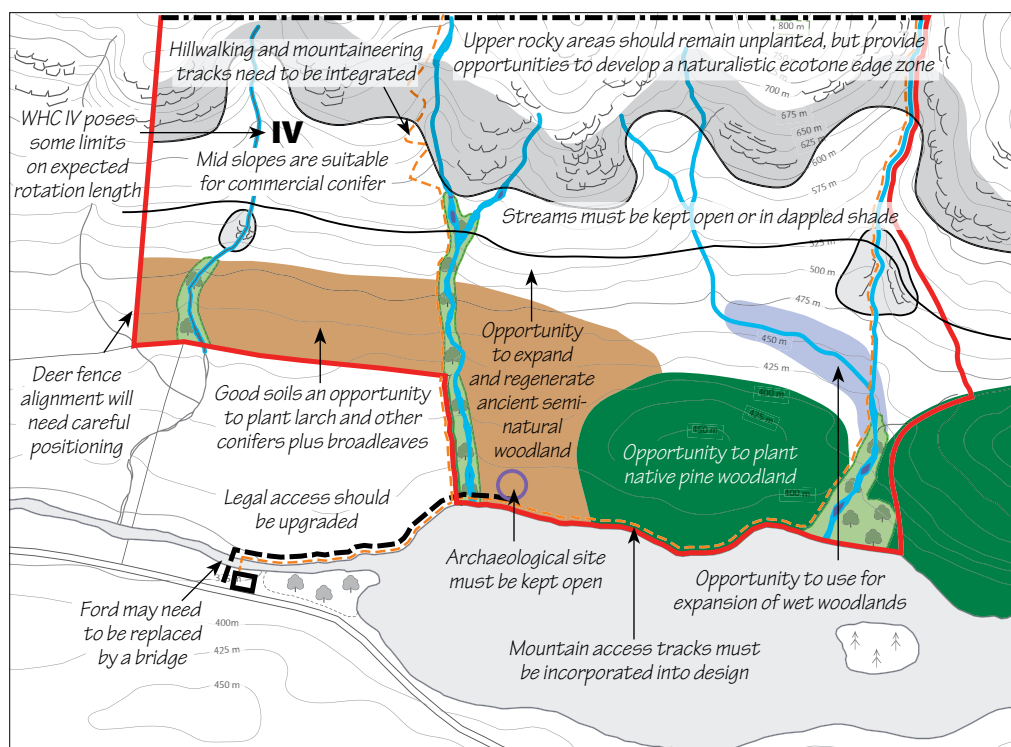 800 m
Hillwalking and mountaineering
tracks need to be integrated
Upper rocky areas should remain unplanted, but provide
opportunities to develop a naturalistic ecotone edge zone
700 m
675 m
650 m
625 m
600 m
575 m
WHC IV poses
some limits
on expected
rotation length
IV
Mid slopes are suitable
for commercial conifer
Streams must be kept open or in dappled shade
525 m
500 m
475 m
450 m
425 m
Opportunity
to expand
and regenerate
ancient semi-
natural
woodland
Deer fence
alignment will
need careful
positioning
Good soils an opportunity
to plant larch and other
conifers plus broadleaves
400 m
425 m
450 m
Opportunity to plant
native pine woodland
400 m
Legal access should
be upgraded
Archaeological site
must be kept open
Opportunity to use for
expansion of wet woodlands
Ford may need
to be replaced
by a bridge
Mountain access tracks must
be incorporated into design
400m
425 m
450 m